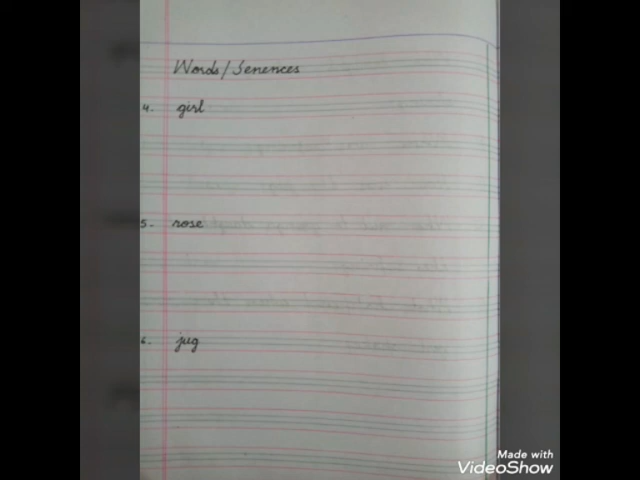 Words/Senences
4. girl
5. rose
6. jug
Made with
VideoShow